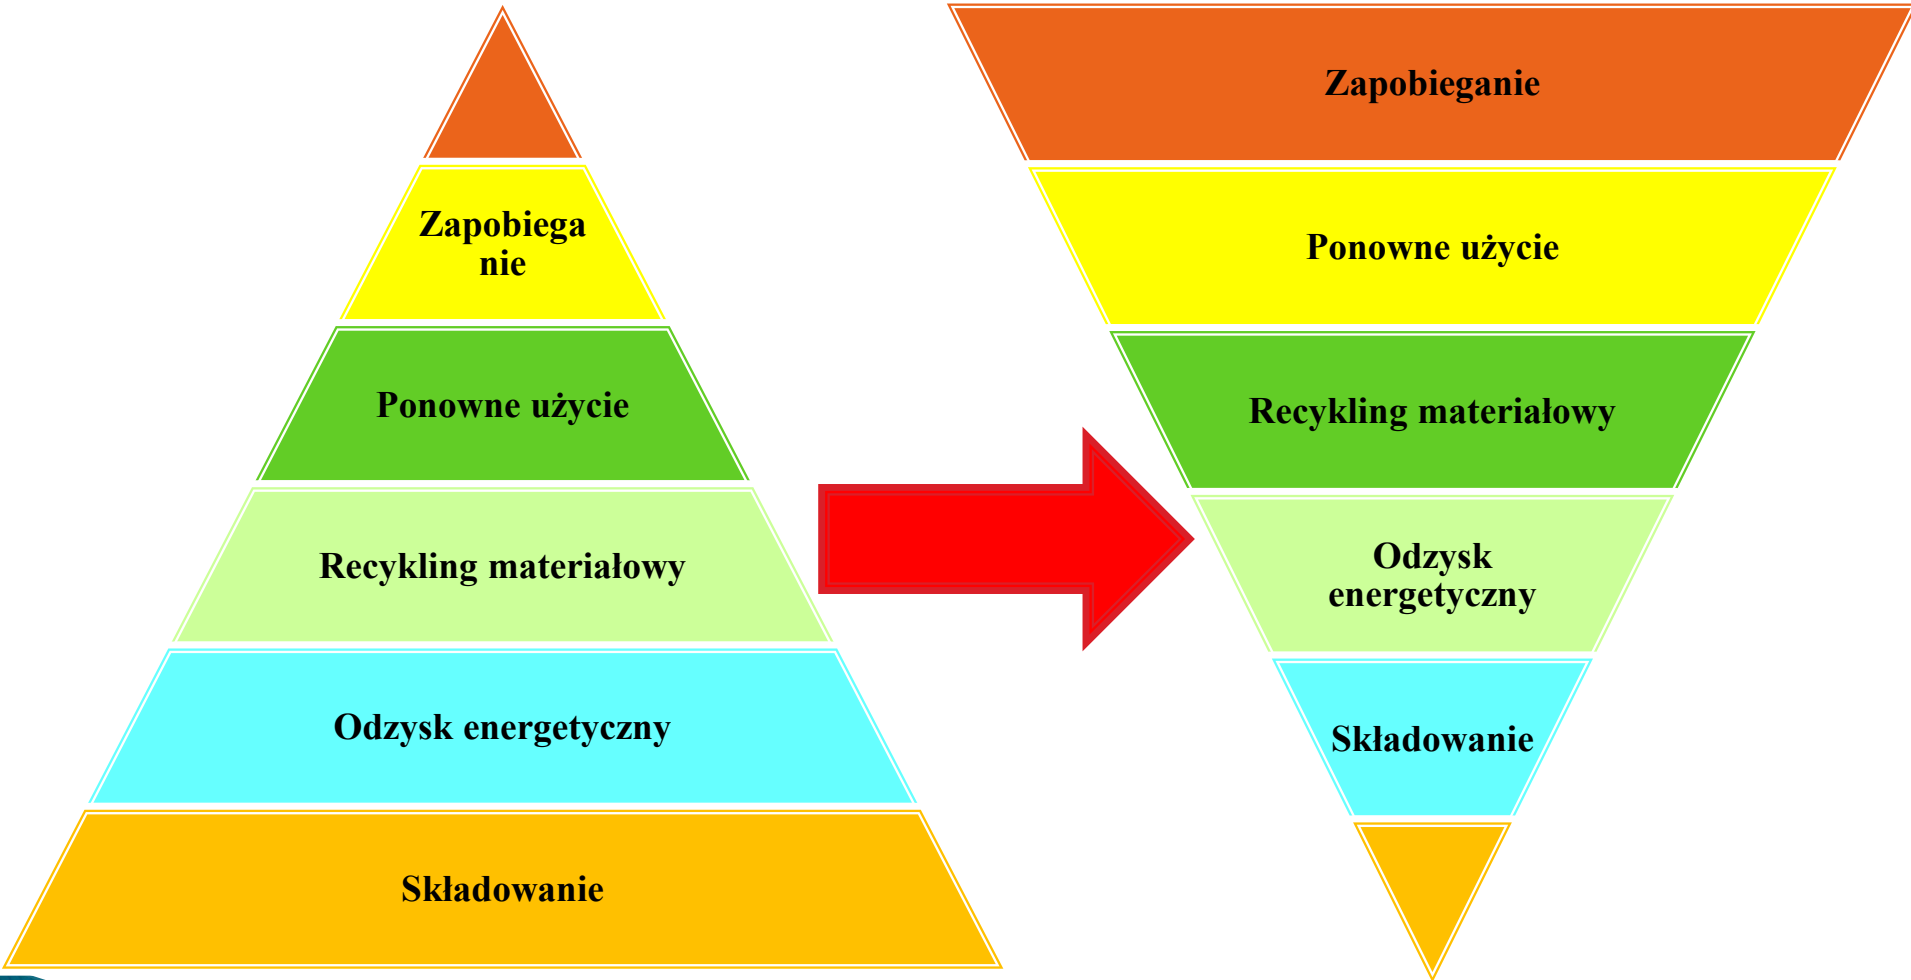 Zapobiega
nie
Ponowne użycie
Recykling materiałowy
Odzysk energetyczny
Składowanie
Zapobieganie
Ponowne użycie
Recykling materiałowy
Odzysk
energetyczny
Składowanie